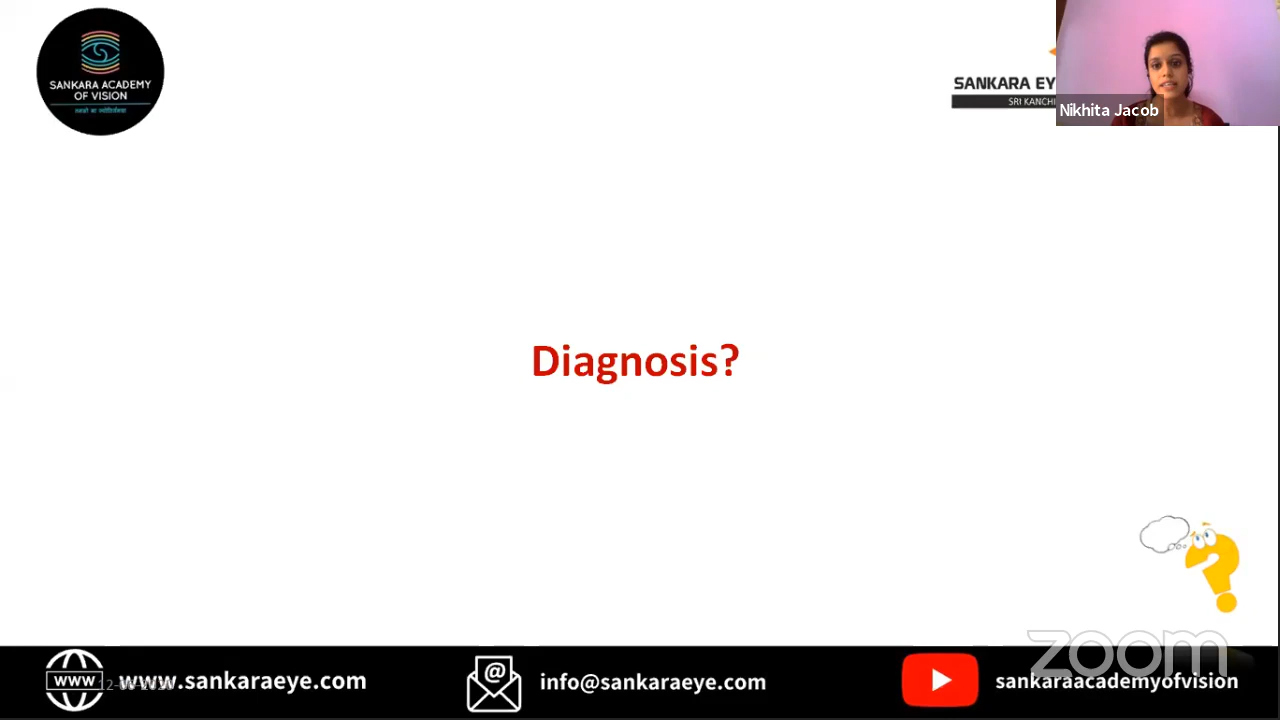 SANKARA ACADEMY
OF VISION
SANKARA EY
SRI KANCHI
Nikhita Jacob
Diagnosis?
zoom
www
www.sankaraeye.com
@
info@sankaraeye.com
sankaraacademyofvision